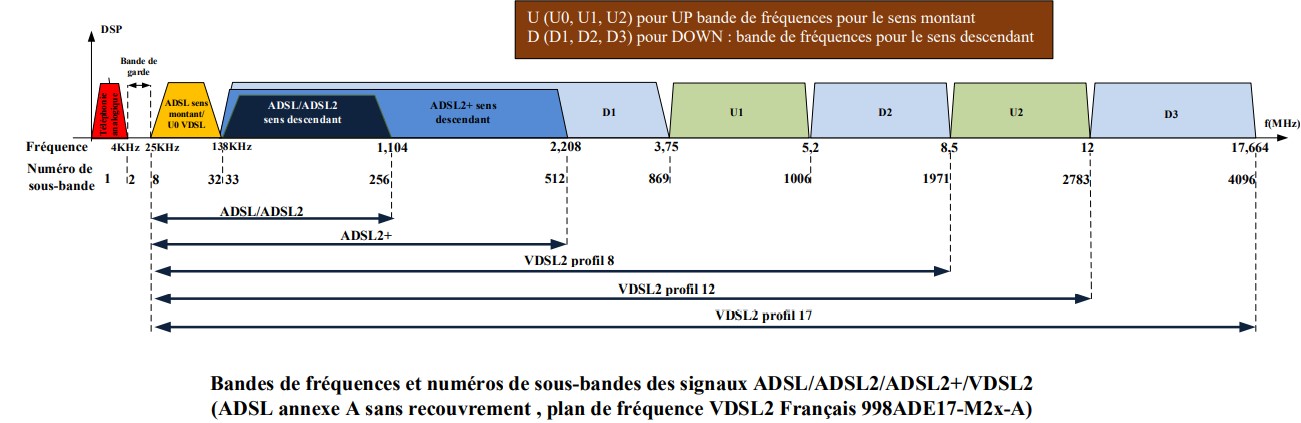 U (U0, U1, U2) pour UP bande de fréquences pour le sens montant
D (D1, D2, D3) pour DOWN : bande de fréquences pour le sens descendant
DSP
Bande de
garde
Téléphonie
analogique
ADSL sens
montant/
U0 VDSL
ADSL/ADSL2
sens descendant
ADSL2+ sens
descendant
D1
U1
D2
U2
D3
f(MHz)
Fréquence 4KHz 25KHz 138KHz 1,104 2,208 3,75 5,2 8,5 12 17,664
Numéro de
sous-bande
1 2 8 32 33 256 512 869 1006 1971 2783 4096
ADSL/ADSL2
ADSL2+
VDSL2 profil 8
VDSL2 profil 12
VDSL2 profil 17
Bandes de fréquences et numéros de sous-bandes des signaux ADSL/ADSL2/ADSL2+/VDSL2
(ADSL annexe A sans recouvrement , plan de fréquence VDSL2 Français 998ADE17-M2x-A)